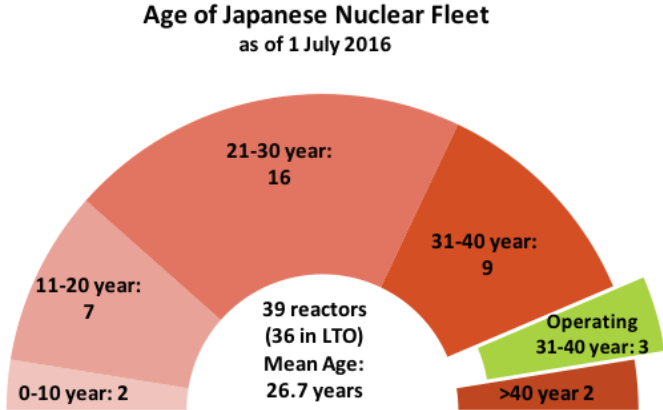 Age of Japanese Nuclear Fleet
as of 1 July 2016
21-30 year:
16
31-40 year:
9
11-20 year:
7
39 reactors
(36 in LTO)
Mean Age:
26.7 years
Operating
31-40 year: 3
0-10 year: 2
>40 year 2